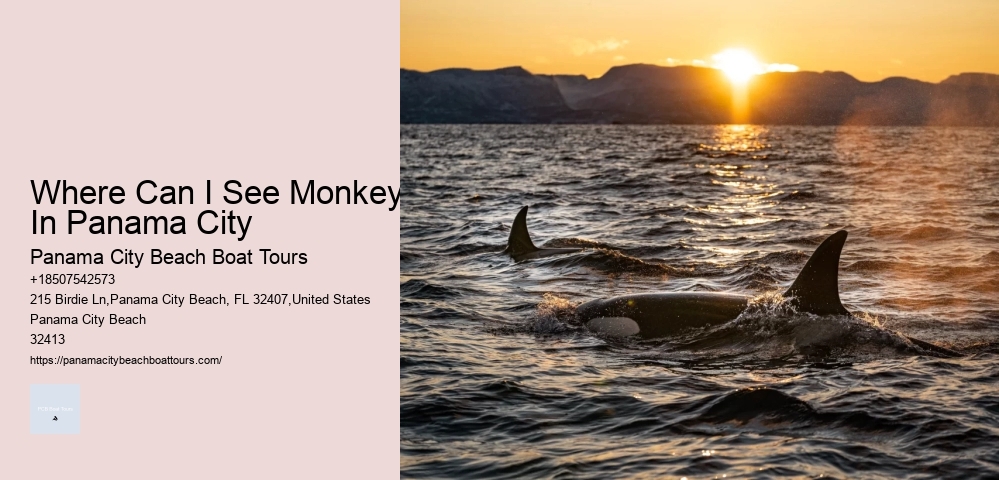 Where Can I See Monkey
In Panama City
Panama City Beach Boat Tours
+18507542573
215 Birdie Ln,Panama City Beach, FL 32407,United States
Panama City Beach
32413
https://panamacitybeachboattours.com/